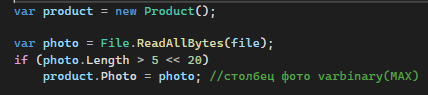 var product = new Product();
var photo = File.ReadAllBytes(file);
if (photo.Length > 5 << 20)
product.Photo = photo; //столбец фото varbinary(MAX)